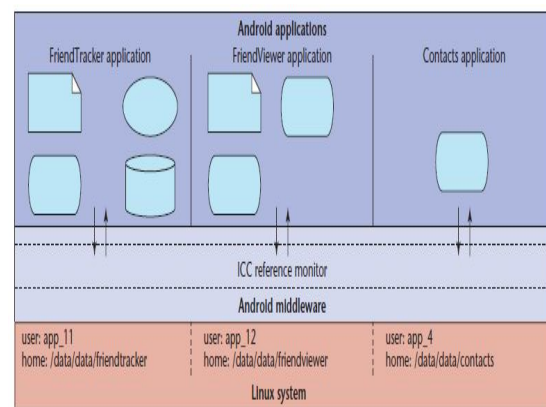 Android applications
FriendTracker application
FriendViewer application
Contacts application
ICC reference monitor
Android middleware
user: app_11
home: /data/data/friendtracker
user: app_12
home: /data/data/friendviewer
user: app_4
home: /data/data/contacts
Linux system